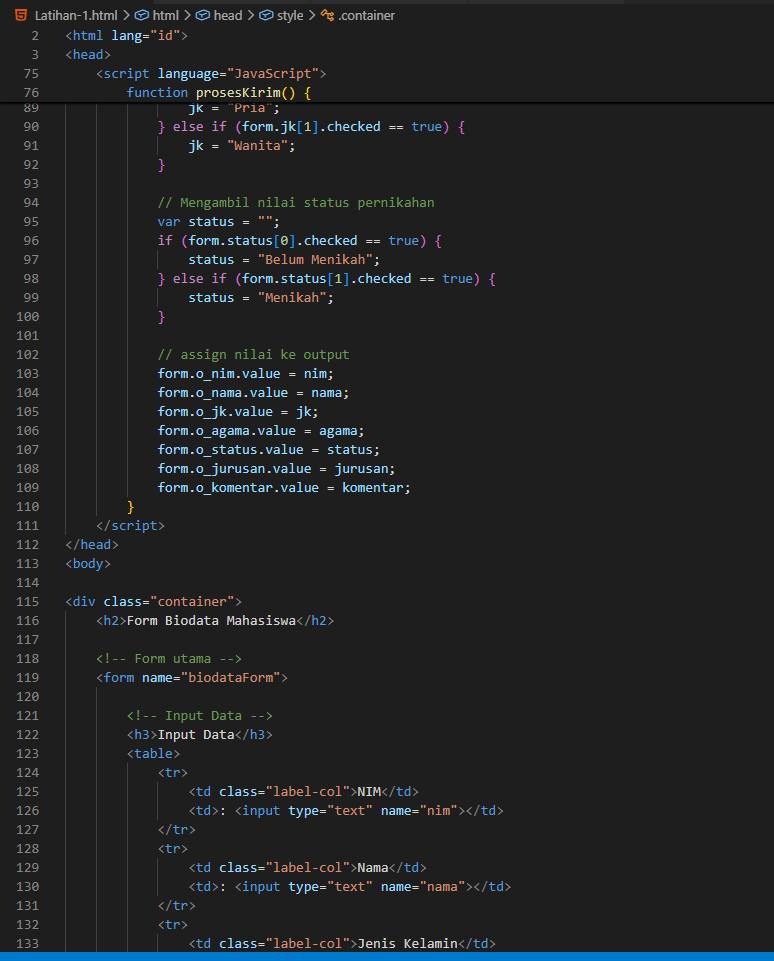 Latihan-1.html > html > head > style > .container
2 <html lang="id">
3 <head>
75 <script language="JavaScript">
76 function prosesKirim() {
89 jk = "Pria";
90 } else if (form.jk[1].checked == true) {
91 jk = "Wanita";
92 }
93
94 // Mengambil nilai status pernikahan
95 var status = "";
96 if (form.status[0].checked == true) {
97 status = "Belum Menikah";
98 } else if (form.status[1].checked == true) {
99 status = "Menikah";
100 }
101
102 // assign nilai ke output
103 form.o_nim.value = nim;
104 form.o_nama.value = nama;
105 form.o_jk.value = jk;
106 form.o_agama.value = agama;
107 form.o_status.value = status;
108 form.o_jurusan.value = jurusan;
109 form.o_komentar.value = komentar;
110 }
111 </script>
112 </head>
113 <body>
114
115 <div class="container">
116 <h2>Form Biodata Mahasiswa</h2>
117
118 <!-- Form utama -->
119 <form name="biodataForm">
120
121 <!-- Input Data -->
122 <h3>Input Data</h3>
123 <table>
124 <tr>
125 <td class="label-col">NIM</td>
126 <td>: <input type="text" name="nim"></td>
127 </tr>
128 <tr>
129 <td class="label-col">Nama</td>
130 <td>: <input type="text" name="nama"></td>
131 </tr>
132 <tr>
133 <td class="label-col">Jenis Kelamin</td>